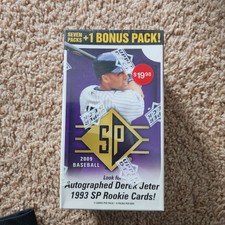 SEVEN PACKS +1 BONUS PACK!
$19.99
SP
2009 BASEBALL
Look for
Autographed Derek Jeter
1993 SP Rookie Cards!